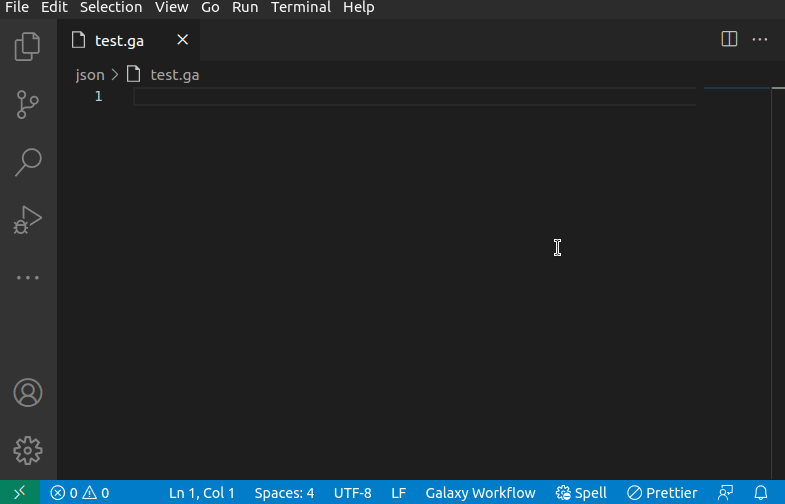 File Edit Selection View Go Run Terminal Help
test.ga
json > test.ga
1
0 0 Ln 1, Col 1 Spaces: 4 UTF-8 LF Galaxy Workflow Spell Prettier